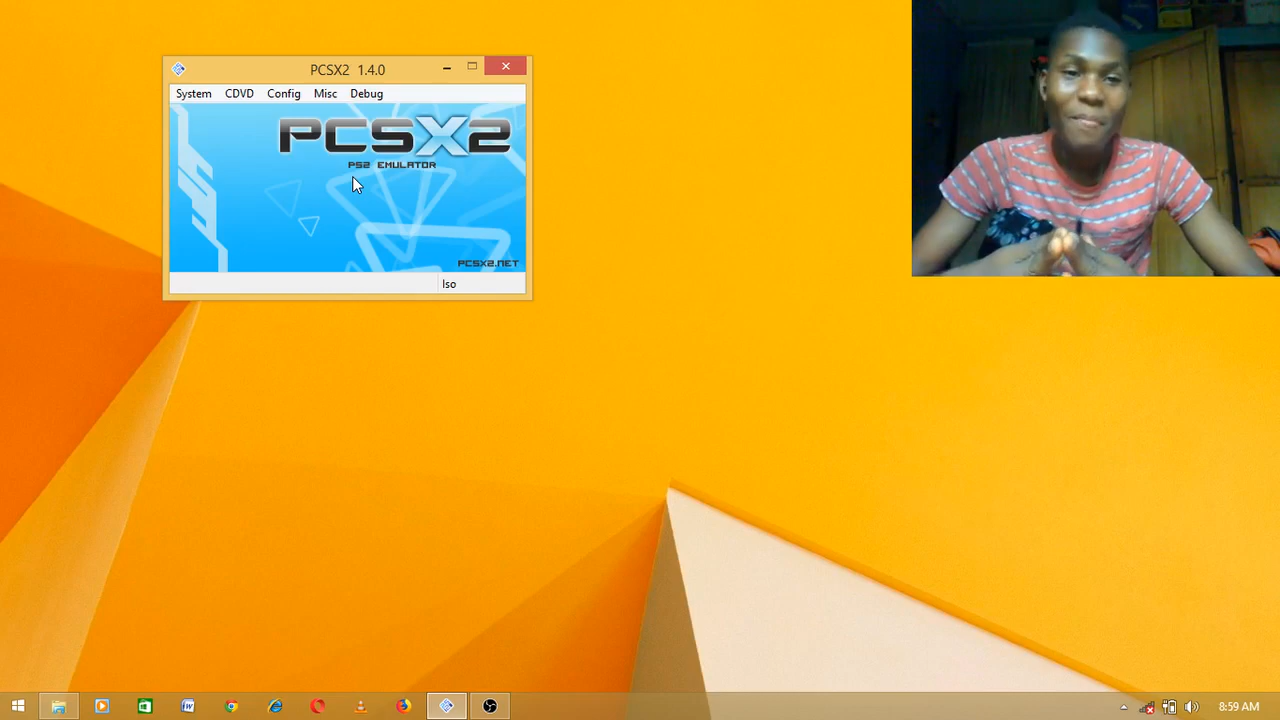 PCSX2 1.4.0
System CDVD Config Misc Debug
PCSX2
PS2 EMULATOR
PCSX2.NET
Iso
8:59 AM